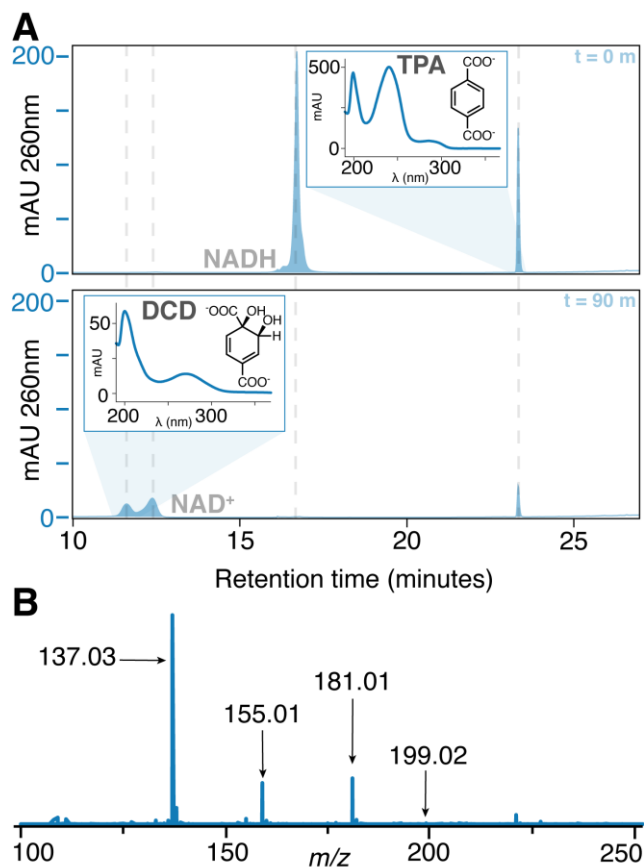 A
200
mAU 260nm
0
NADH
t = 0 m
TPA
500
mAU
0
200
300
λ (nm)
COO⁻
COO⁻
200
mAU 260nm
0
t = 90 m
DCD
50
mAU
0
200
300
λ (nm)
⁻OOC
OH
OH
H
COO⁻
NAD⁺
10
15
20
25
Retention time (minutes)
B
137.03
155.01
181.01
199.02
100
150
200
250
m/z